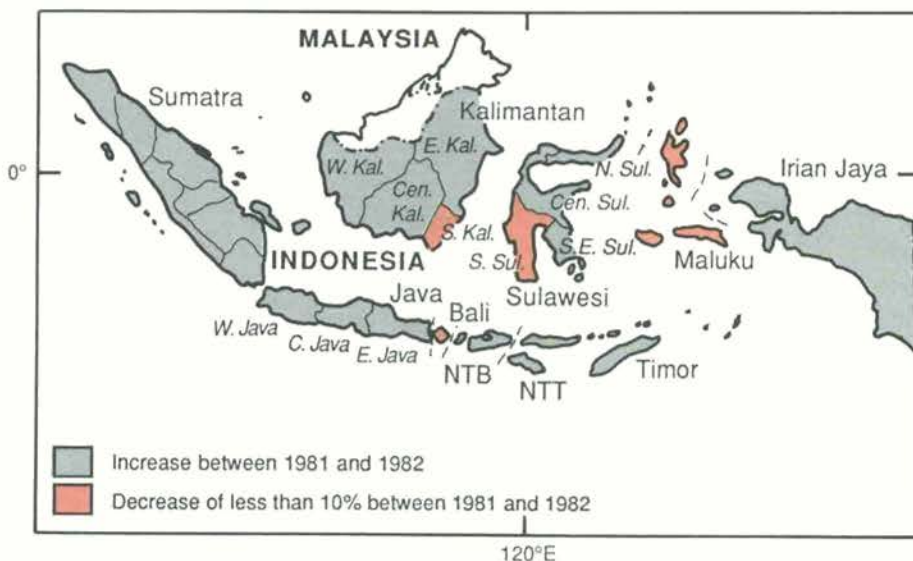 MALAYSIA
Sumatra
Kalimantan
E. Kal.
W. Kal.
N. Sul.
Irian Jaya
0°
Cen.
Kal.
Cen. Sul.
S. Kal.
S.E. Sul.
INDONESIA
S. Sul.
Maluku
Java
Sulawesi
Bali
W. Java
C. Java
E. Java
NTB
NTT
Timor
Increase between 1981 and 1982
Decrease of less than 10% between 1981 and 1982
120°E